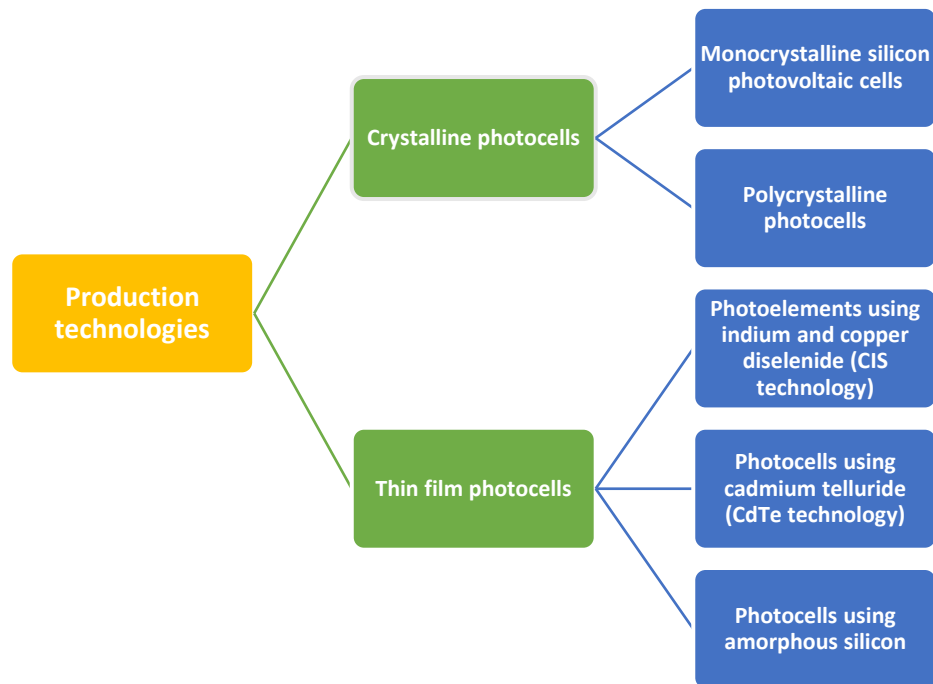 Production
technologies
Crystalline photocells
Monocrystalline silicon
photovoltaic cells
Polycrystalline
photocells
Thin film photocells
Photoelements using
indium and copper
diselenide (CIS
technology)
Photocells using
cadmium telluride
(CdTe technology)
Photocells using
amorphous silicon